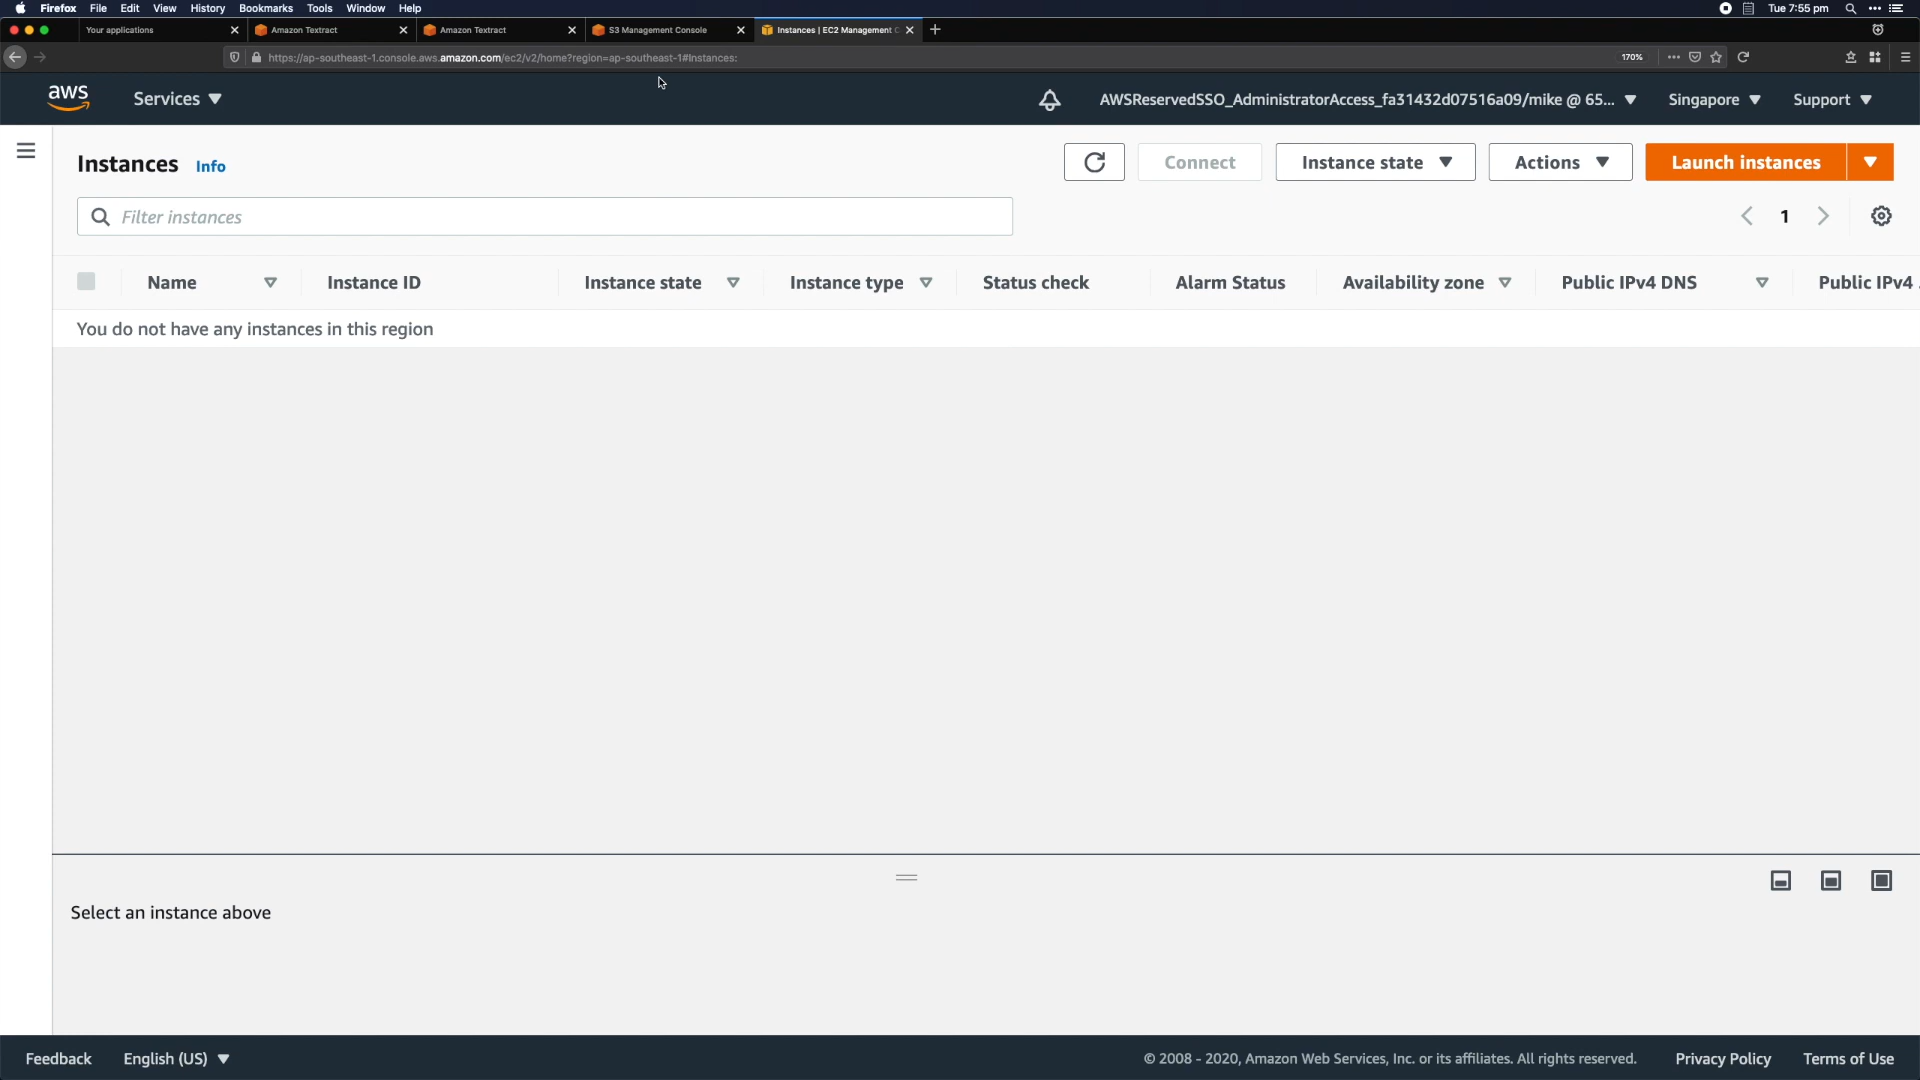 Firefox File Edit View History Bookmarks Tools Window Help Tue 7:55 pm
Your applications Amazon Textract Amazon Textract S3 Management Console Instances | EC2 Management C
https://ap-southeast-1.console.aws.amazon.com/ec2/v2/home?region=ap-southeast-1#Instances: 170%
aws Services AWSReservedSSO_AdministratorAccess_fa31432d07516a09/mike @ 65... Singapore Support
Instances Info Connect Instance state Actions Launch instances
Filter instances 1
Name Instance ID Instance state Instance type Status check Alarm Status Availability zone Public IPv4 DNS Public IPv4
You do not have any instances in this region
Select an instance above
Feedback English (US) © 2008 - 2020, Amazon Web Services, Inc. or its affiliates. All rights reserved. Privacy Policy Terms of Use